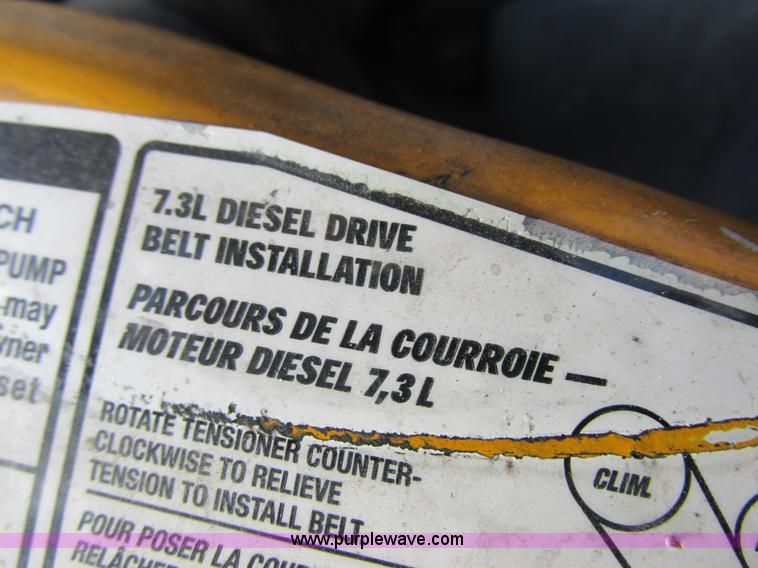 CH
PUMP
may
set
7.3L DIESEL DRIVE
BELT INSTALLATION
PARCOURS DE LA COURROIE —
MOTEUR DIESEL 7,3 L
ROTATE TENSIONER COUNTER-
CLOCKWISE TO RELIEVE
TENSION TO INSTALL BELT
POUR POSER LA
CLIM.
www.purplewave.com